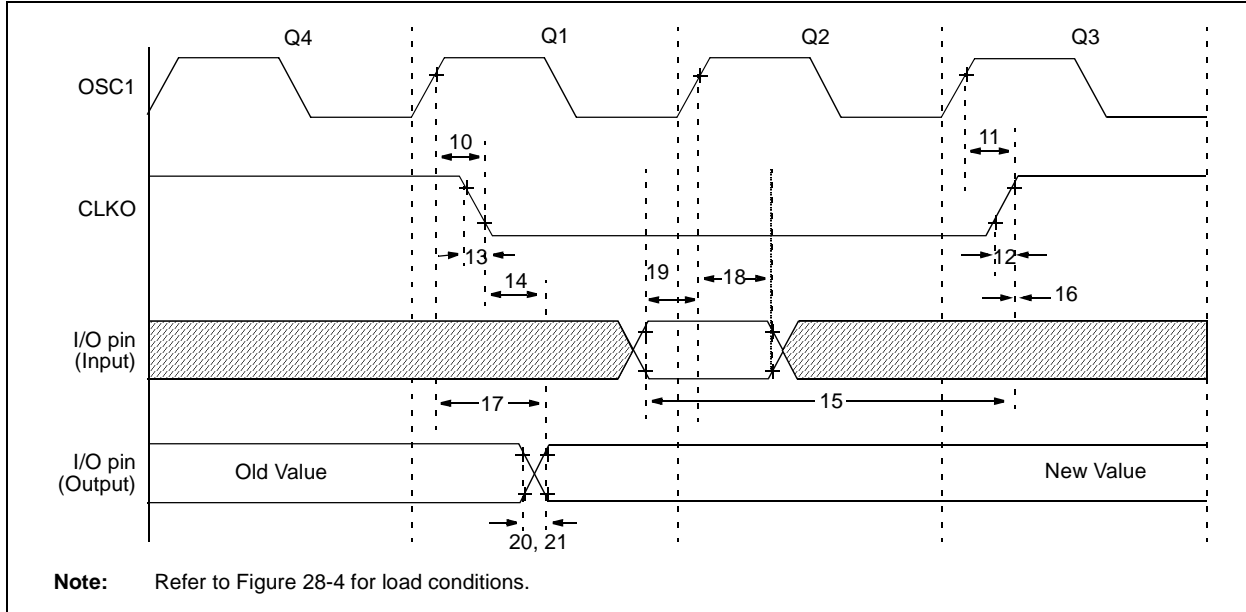 Q4 Q1 Q2 Q3
OSC1
10 11
CLKO
13 12
14 19 18 16
I/O pin
(Input)
17 15
I/O pin
(Output)
Old Value New Value
20, 21
Note: Refer to Figure 28-4 for load conditions.